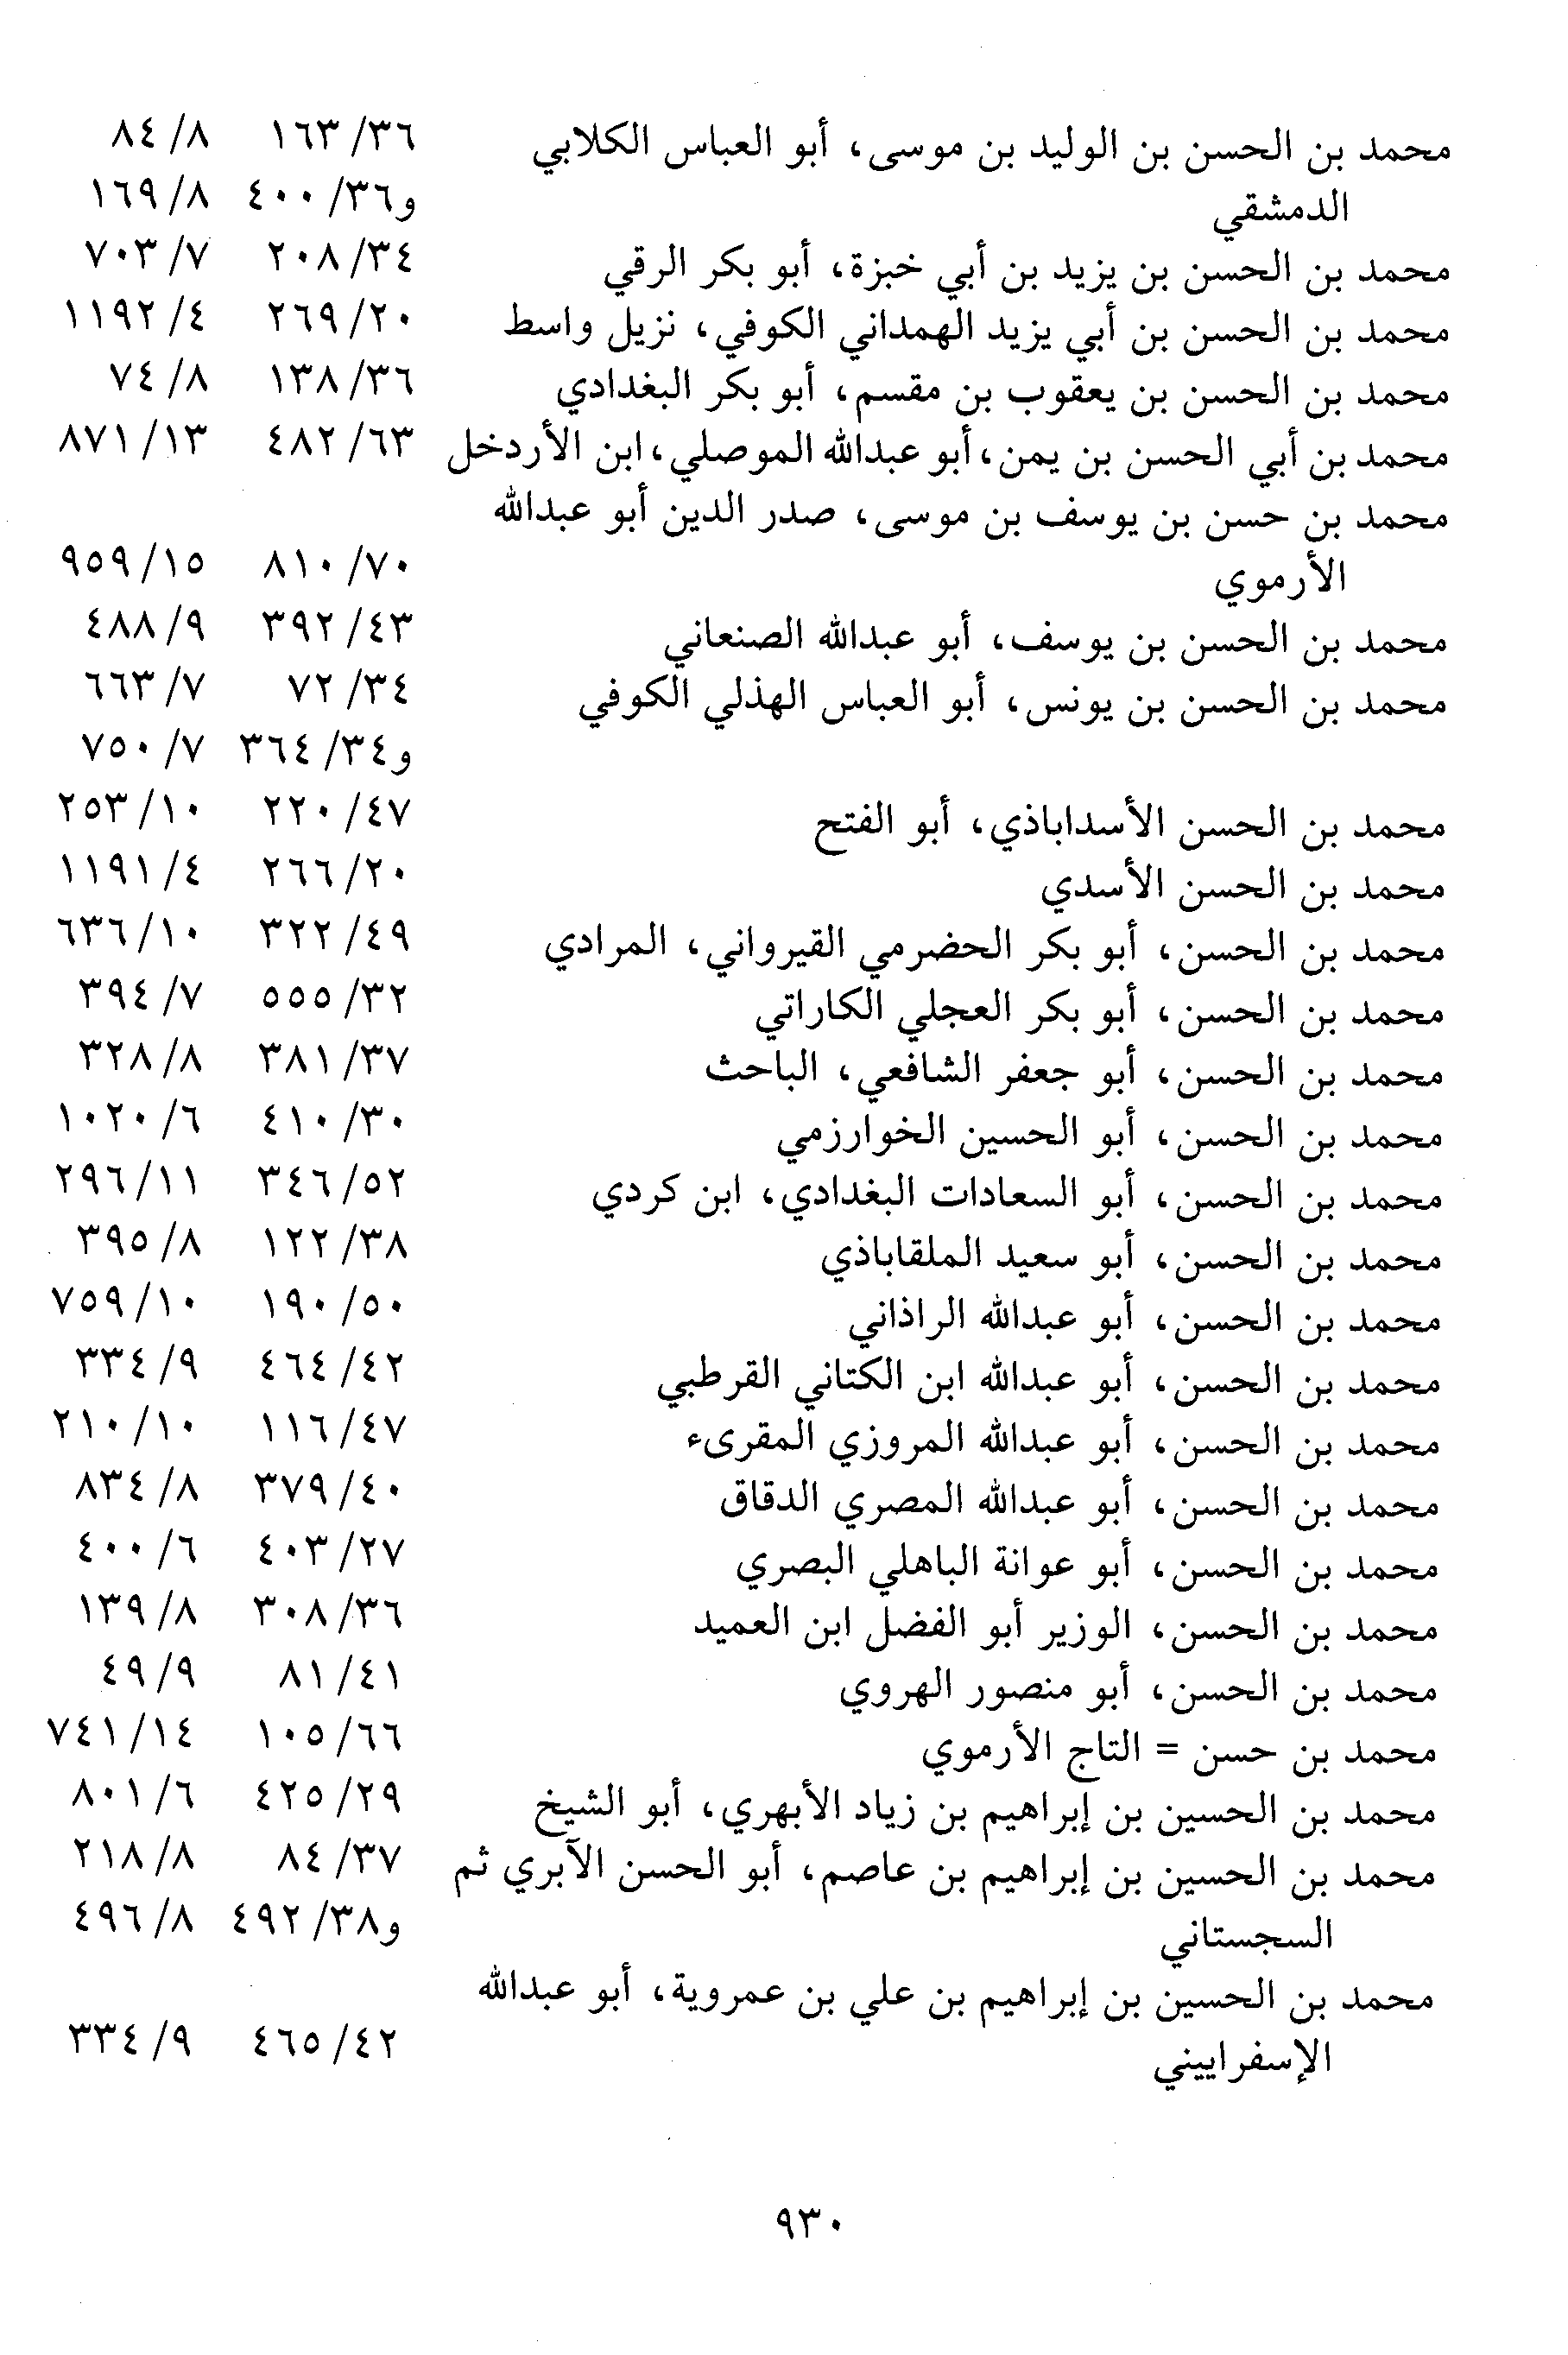 محمد بن الحسن بن الوليد بن موسى، أبو العباس الكلابي ٣٦/ ١٦٣ ٨/ ٨٤
الدمشقي و٣٦/ ٤٠٠ ٨/ ١٦٩
محمد بن الحسن بن يزيد بن أبي خبزة، أبو بكر الرقي ٣٤/ ٢٠٨ ٧/ ٧٠٣
محمد بن الحسن بن أبي يزيد الهمداني الكوفي، نزيل واسط ٢٠/ ٢٦٩ ٤/ ١١٩٢
محمد بن الحسن بن يعقوب بن مقسم، أبو بكر البغدادي ٣٦/ ١٣٨ ٨/ ٧٤
محمد بن أبي الحسن بن يمن، أبو عبدالله الموصلي، ابن الأردخل ٦٣/ ٤٨٢ ١٣/ ٨٧١
محمد بن حسن بن يوسف بن موسى، صدر الدين أبو عبدالله
الأرموي ٧٠/ ٨١٠ ١٥/ ٩٥٩
محمد بن الحسن بن يوسف، أبو عبدالله الصنعاني ٤٣/ ٣٩٢ ٩/ ٤٨٨
محمد بن الحسن بن يونس، أبو العباس الهذلي الكوفي ٣٤/ ٧٢ ٧/ ٦٦٣
و٣٤/ ٣٦٤ ٧/ ٧٥٠
محمد بن الحسن الأسداباذي، أبو الفتح ٤٧/ ٢٢٠ ١٠/ ٢٥٣
محمد بن الحسن الأسدي ٢٠/ ٢٦٦ ٤/ ١١٩١
محمد بن الحسن، أبو بكر الحضرمي القيرواني، المرادي ٤٩/ ٣٢٢ ١٠/ ٦٣٦
محمد بن الحسن، أبو بكر العجلي الكاراتي ٣٢/ ٥٥٥ ٧/ ٣٩٤
محمد بن الحسن، أبو جعفر الشافعي، الباحث ٣٧/ ٣٨١ ٨/ ٣٢٨
محمد بن الحسن، أبو الحسين الخوارزمي ٣٠/ ٤١٠ ٦/ ١٠٢٠
محمد بن الحسن، أبو السعادات البغدادي، ابن كردي ٥٢/ ٣٤٦ ١١/ ٢٩٦
محمد بن الحسن، أبو سعيد الملقاباذي ٣٨/ ١٢٢ ٨/ ٣٩٥
محمد بن الحسن، أبو عبدالله الراذاني ٥٠/ ١٩٠ ١٠/ ٧٥٩
محمد بن الحسن، أبو عبدالله ابن الكتاني القرطبي ٤٢/ ٤٦٤ ٩/ ٣٣٤
محمد بن الحسن، أبو عبدالله المروزي المقرىء ٤٧/ ١١٦ ١٠/ ٢١٠
محمد بن الحسن، أبو عبدالله المصري الدقاق ٤٠/ ٣٧٩ ٨/ ٨٣٤
محمد بن الحسن، أبو عوانة الباهلي البصري ٢٧/ ٤٠٣ ٦/ ٤٠٠
محمد بن الحسن، الوزير أبو الفضل ابن العميد ٣٦/ ٣٠٨ ٨/ ١٣٩
محمد بن الحسن، أبو منصور الهروي ٤١/ ٨١ ٩/ ٤٩
محمد بن حسن = التاج الأرموي ٦٦/ ١٠٥ ١٤/ ٧٤١
محمد بن الحسين بن إبراهيم بن زياد الأبهري، أبو الشيخ ٢٩/ ٤٢٥ ٦/ ٨٠١
محمد بن الحسين بن إبراهيم بن عاصم، أبو الحسن الآبري ثم ٣٧/ ٨٤ ٨/ ٢١٨
السجستاني و٣٨/ ٤٩٢ ٨/ ٤٩٦
محمد بن الحسين بن إبراهيم بن علي بن عمروية، أبو عبدالله
الإسفراييني ٤٢/ ٤٦٥ ٩/ ٣٣٤
٩٣٠